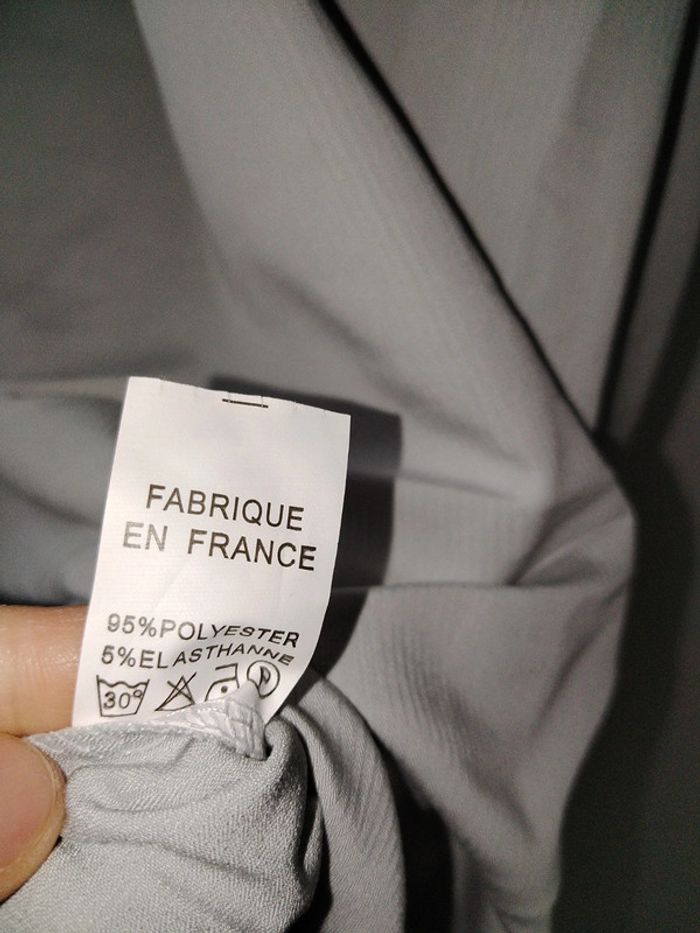 FABRIQUE
EN FRANCE
95%POLYESTER
5%ELASTHANNE
30°
P